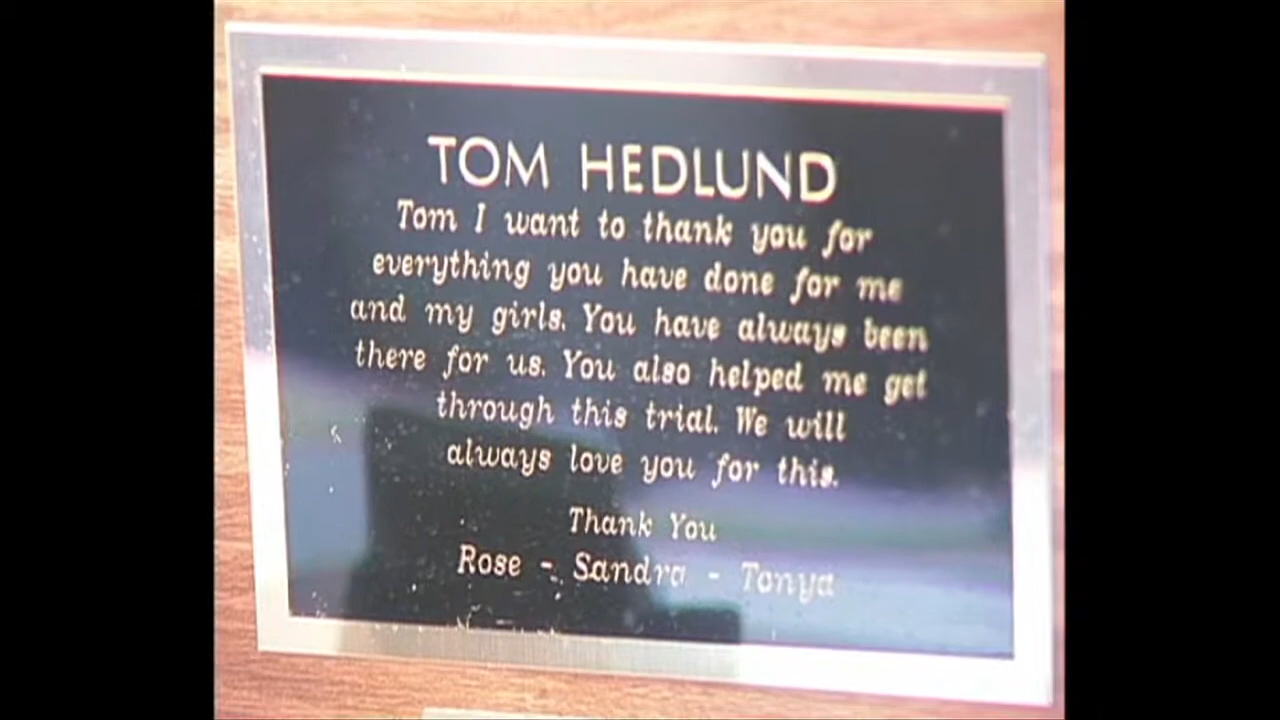 TOM HEDLUND
Tom I want to thank you for
everything you have done for me
and my girls. You have always been
there for us. You also helped me get
through this trial. We will
always love you for this.
Thank You
Rose - Sandra - Tonya